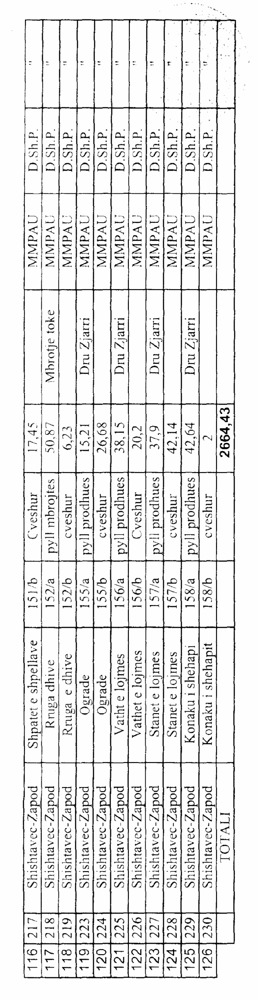 116 217 Shishtavec-Zapod Shpatet e shpellave 151/b Cveshur 17,45 MMPAU D.Sh.P. "
117 218 Shishtavec-Zapod Rruga dhive 152/a pyll mbrojtes 50,87 Mbrotje toke MMPAU D.Sh.P. "
118 219 Shishtavec-Zapod Rruga e dhive 152/b cveshur 6,23 MMPAU D.Sh.P. "
119 223 Shishtavec-Zapod Ograde 155/a pyll prodhues 15,21 Dru Zjarri MMPAU D.Sh.P. "
120 224 Shishtavec-Zapod Ograde 155/b cveshur 26,68 MMPAU D.Sh.P. "
121 225 Shishtavec-Zapod Vatht e lojmes 156/a pyll prodhues 38,15 Dru Zjarri MMPAU D.Sh.P. "
122 226 Shishtavec-Zapod Vathet e lojmes 156/b Cveshur 20,2 MMPAU D.Sh.P. "
123 227 Shishtavec-Zapod Stanet e lojmes 157/a pyll prodhues 37,9 Dru Zjarri MMPAU D.Sh.P. "
124 228 Shishtavec-Zapod Stanet e lojmes 157/b cveshur 42,14 MMPAU D.Sh.P. "
125 229 Shishtavec-Zapod Konaku i shehapi 158/a pyll prodhues 42,64 Dru Zjarri MMPAU D.Sh.P. "
126 230 Shishtavec-Zapod Konaku i shehapit 158/b cveshur 2 MMPAU D.Sh.P. "
TOTALI 2664,43